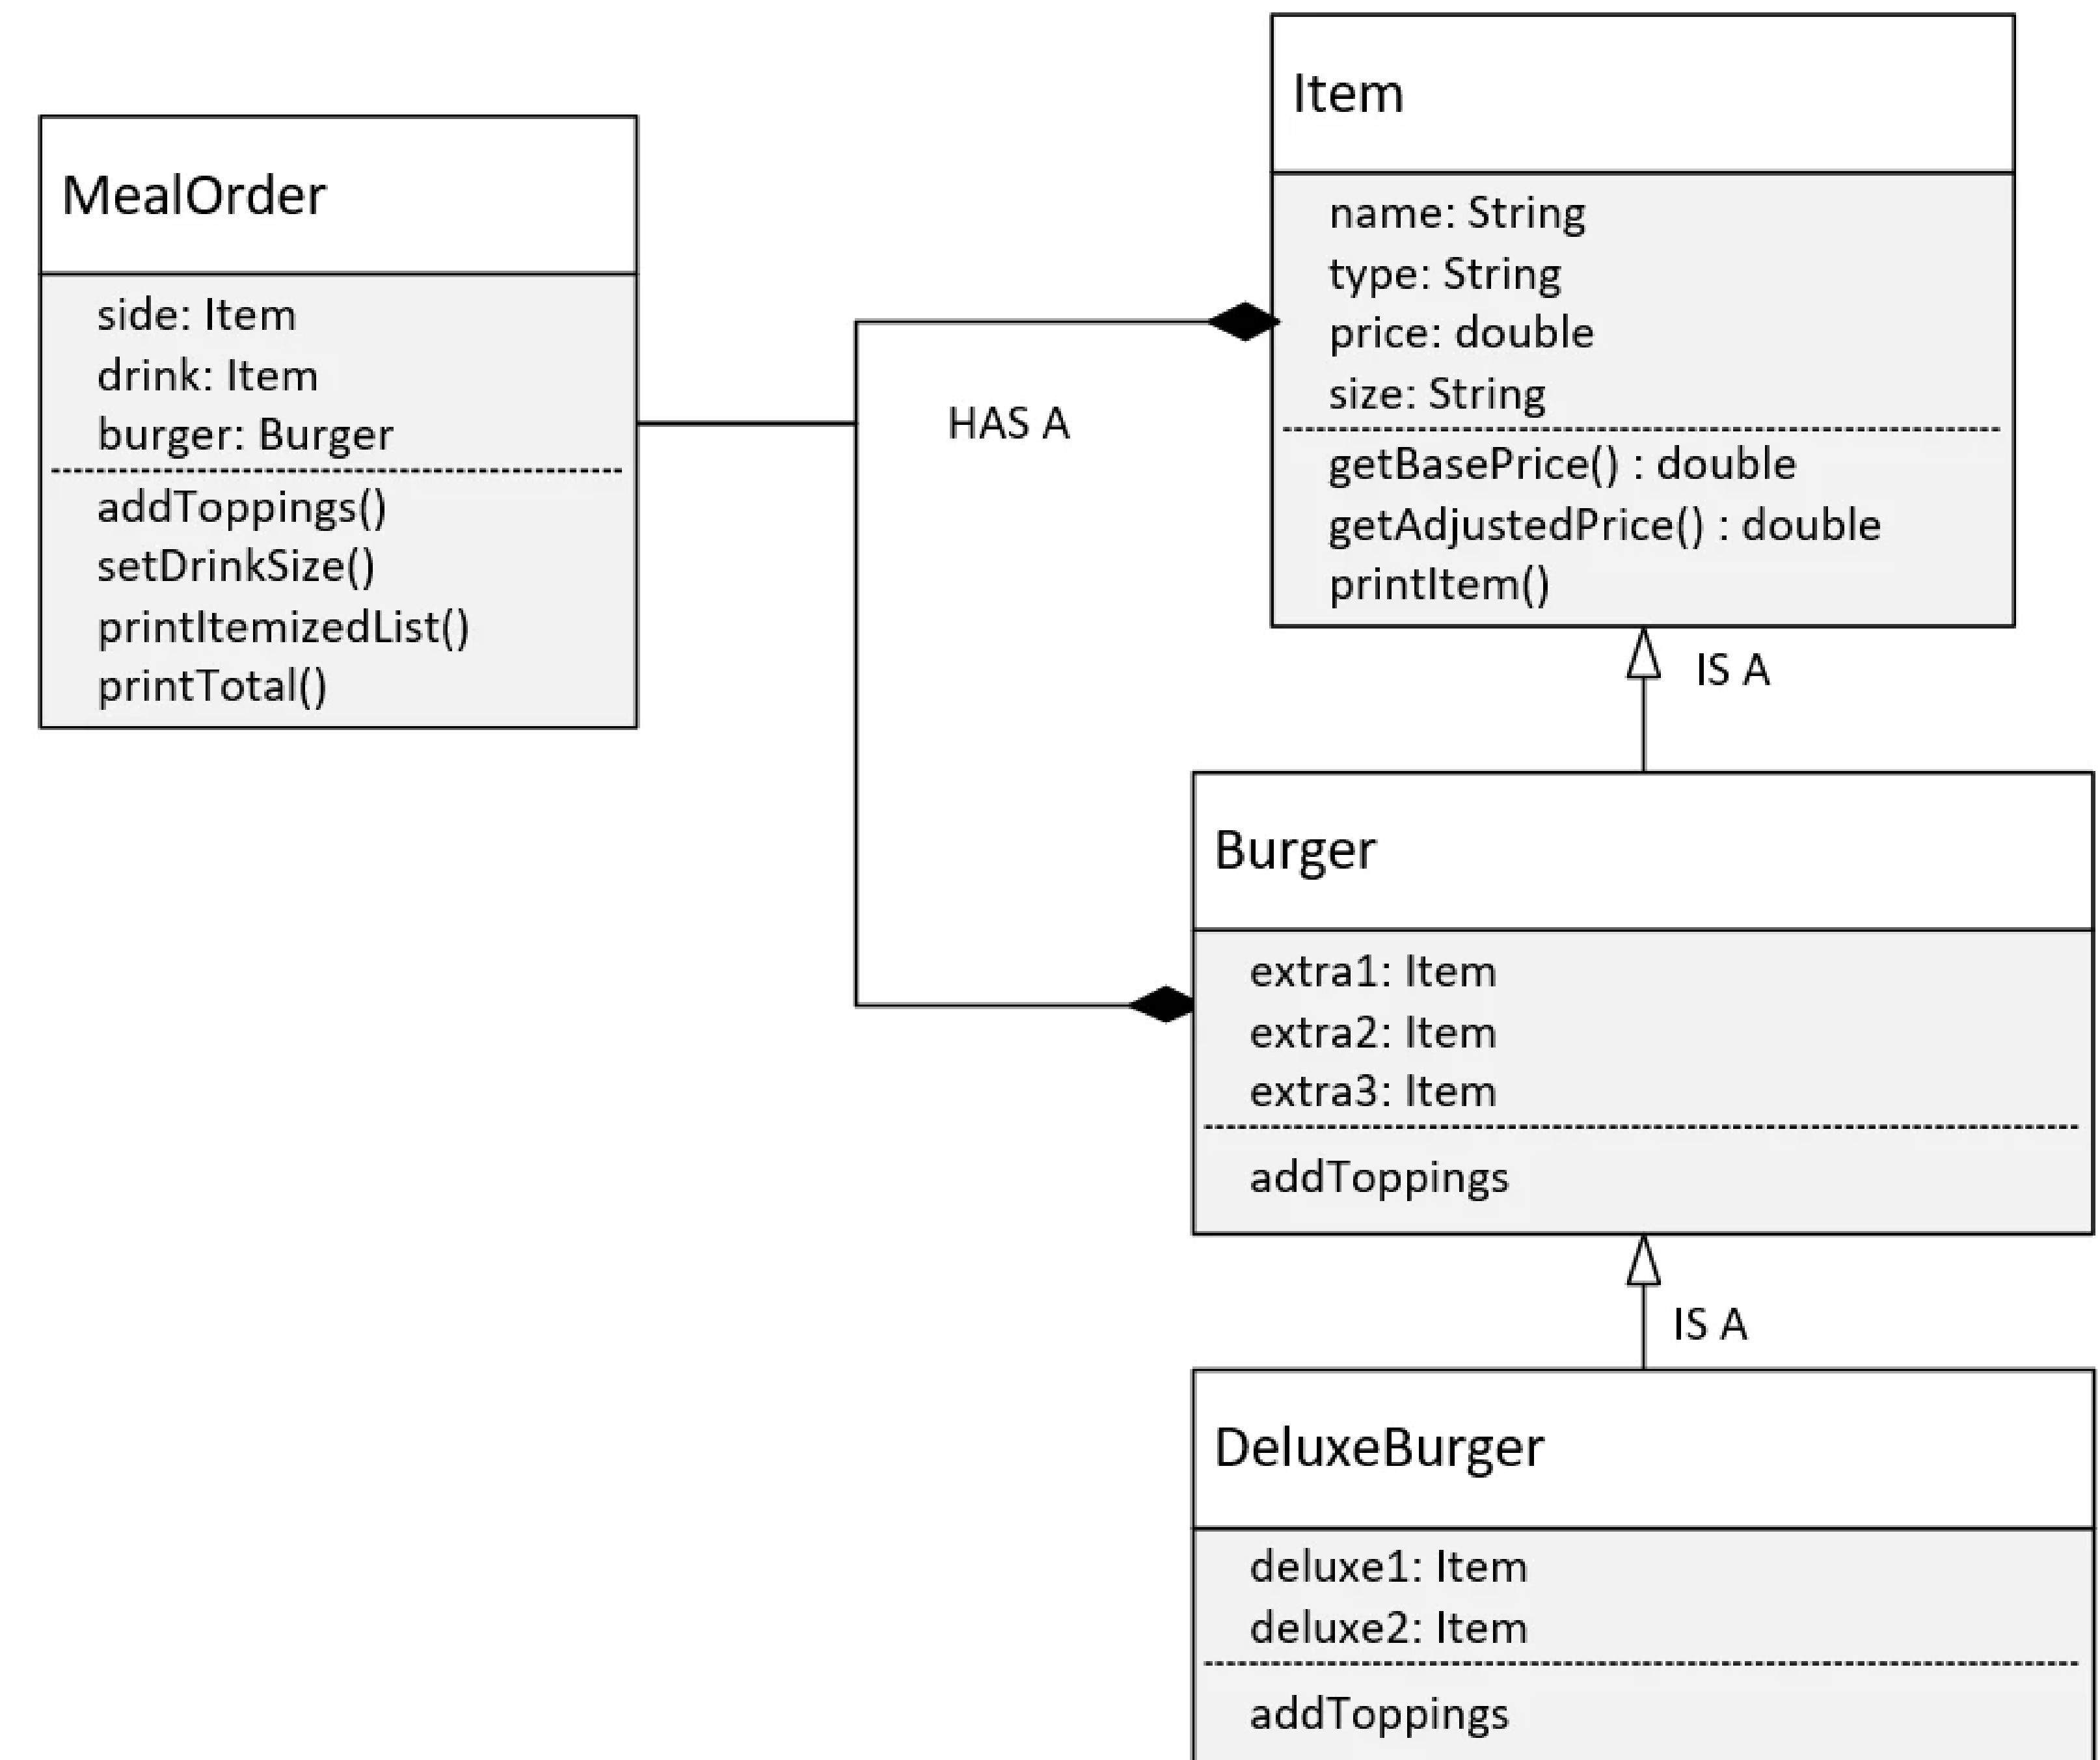 MealOrder
side: Item
drink: Item
burger: Burger
addToppings()
setDrinkSize()
printItemizedList()
printTotal()
HAS A
Item
name: String
type: String
price: double
size: String
getBasePrice() : double
getAdjustedPrice() : double
printItem()
IS A
Burger
extra1: Item
extra2: Item
extra3: Item
addToppings
IS A
DeluxeBurger
deluxe1: Item
deluxe2: Item
addToppings